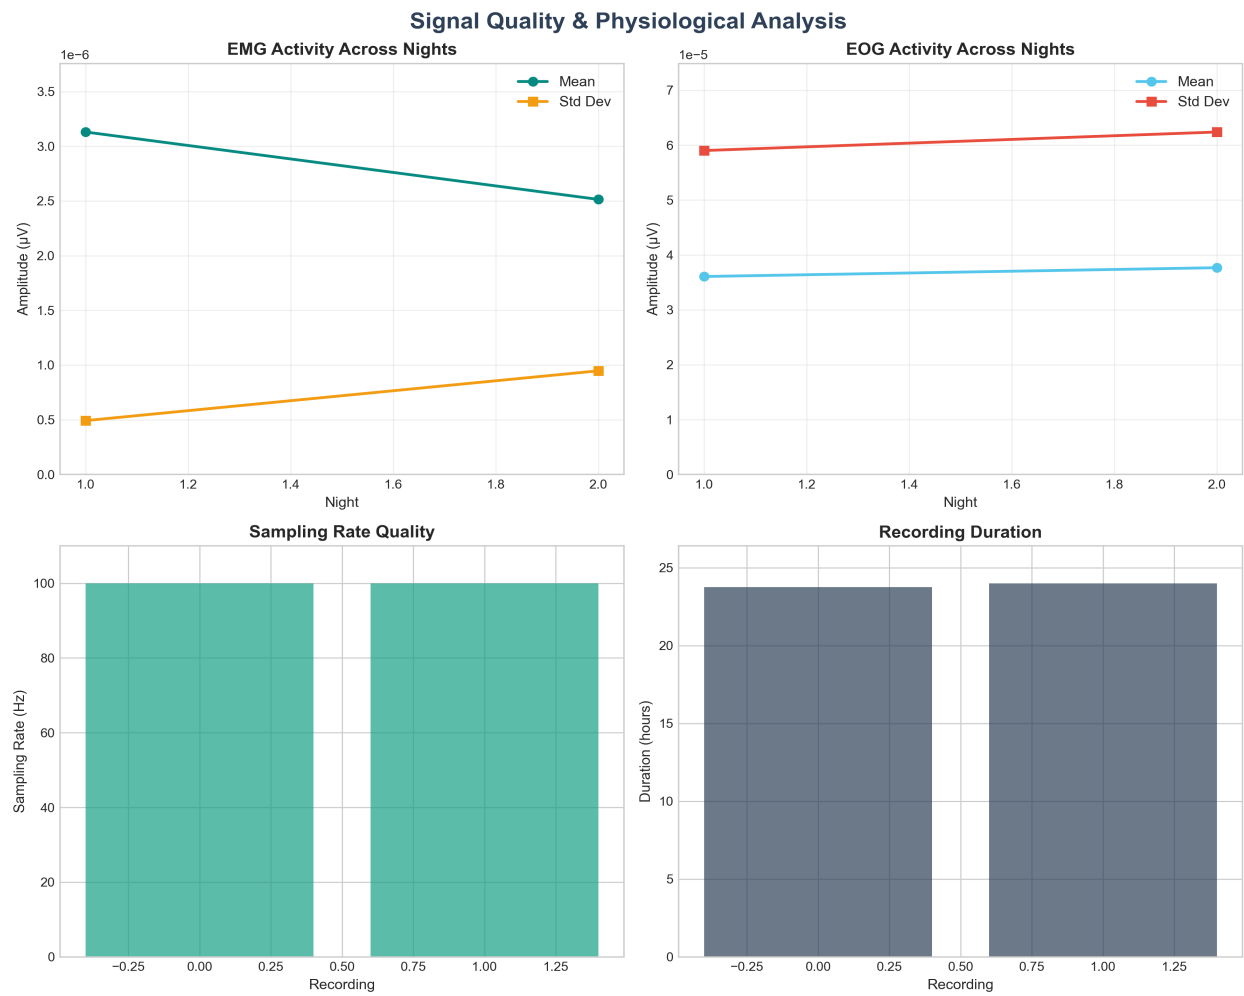 Signal Quality & Physiological Analysis
EMG Activity Across Nights
1e−6
Mean
Std Dev
3.5
3.0
2.5
2.0
1.5
1.0
0.5
0.0
Amplitude (μV)
1.0 1.2 1.4 1.6 1.8 2.0
Night
EOG Activity Across Nights
1e−5
Mean
Std Dev
7
6
5
4
3
2
1
0
Amplitude (μV)
1.0 1.2 1.4 1.6 1.8 2.0
Night
Sampling Rate Quality
100
80
60
40
20
0
Sampling Rate (Hz)
−0.25 0.00 0.25 0.50 0.75 1.00 1.25
Recording
Recording Duration
25
20
15
10
5
0
Duration (hours)
−0.25 0.00 0.25 0.50 0.75 1.00 1.25
Recording